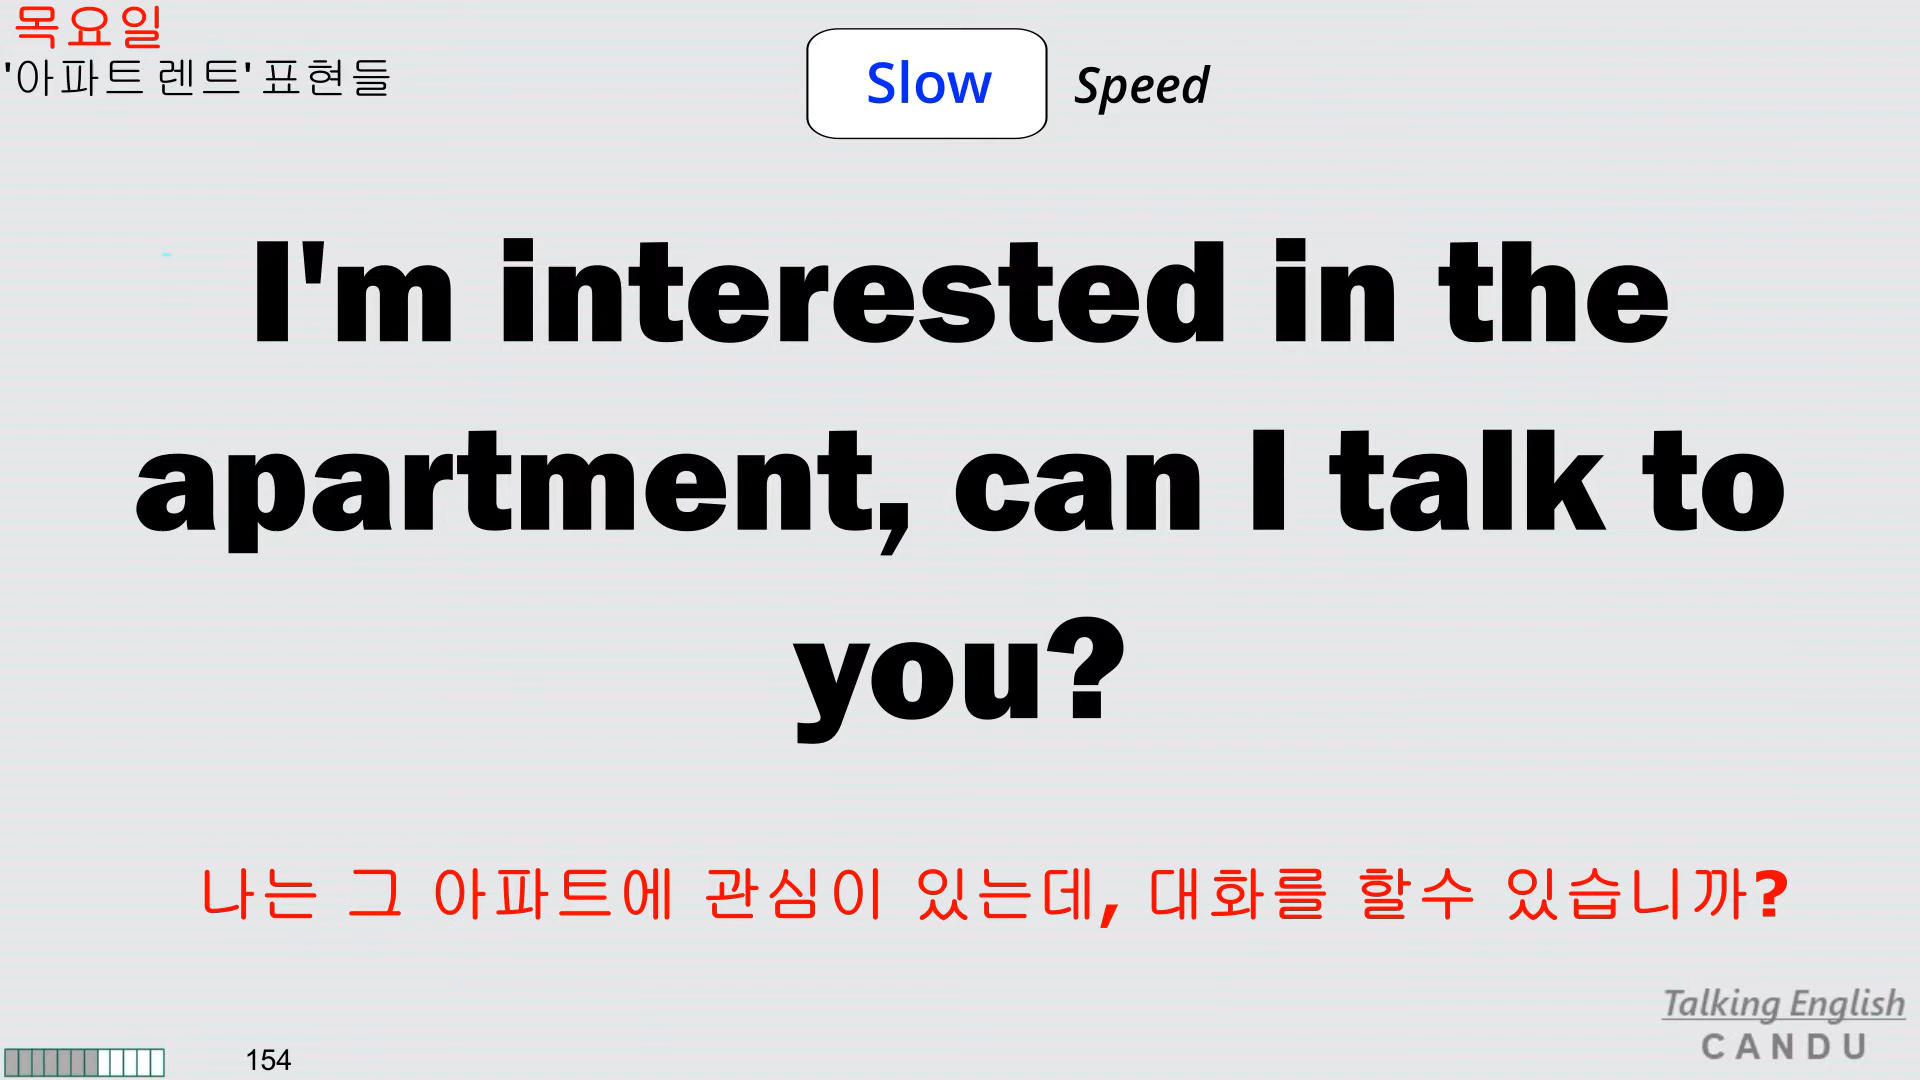 목요일
'아파트 렌트' 표현들
Slow Speed
I'm interested in the
apartment, can I talk to
you?
나는 그 아파트에 관심이 있는데, 대화를 할수 있습니까?
Talking English
CANDU
154